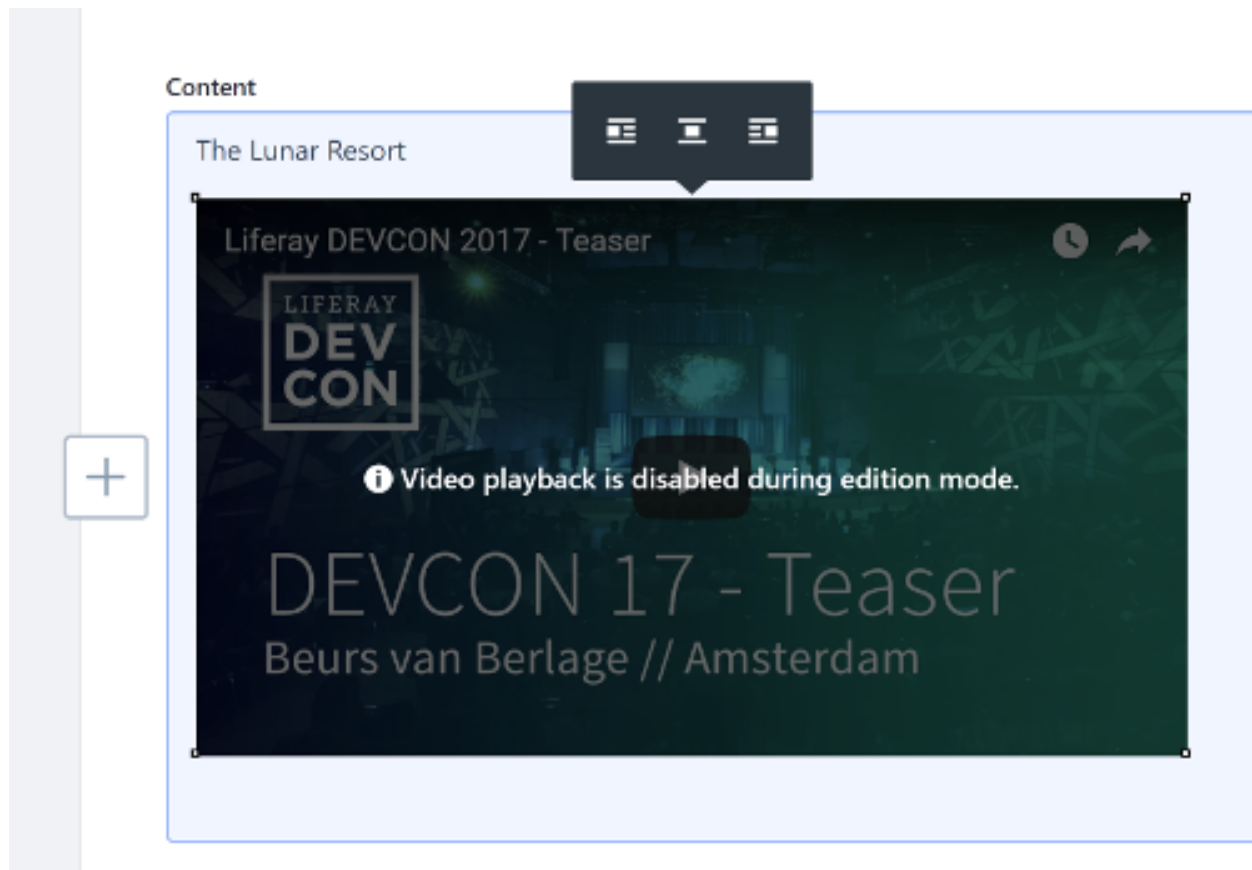 Content
The Lunar Resort
Liferay DEVCON 2017 - Teaser
LIFERAY
DEV
CON
Video playback is disabled during edition mode.
DEVCON 17 - Teaser
Beurs van Berlage // Amsterdam